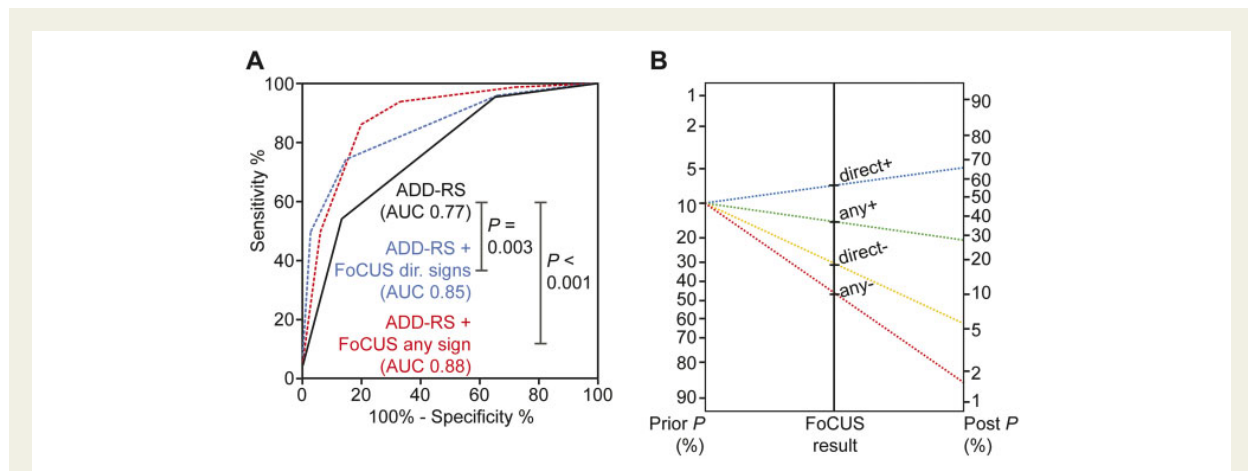 A
100
80
60
40
20
0
Sensitivity %
0 20 40 60 80 100
100% - Specificity %
ADD-RS
(AUC 0.77)
ADD-RS +
FoCUS dir. signs
(AUC 0.85)
ADD-RS +
FoCUS any sign
(AUC 0.88)
P =
0.003
P <
0.001
B
1
2
5
10
20
30
40
50
60
70
80
90
direct+
any+
direct-
any-
90
80
70
60
50
40
30
20
10
5
2
1
Prior P
(%)
FoCUS
result
Post P
(%)